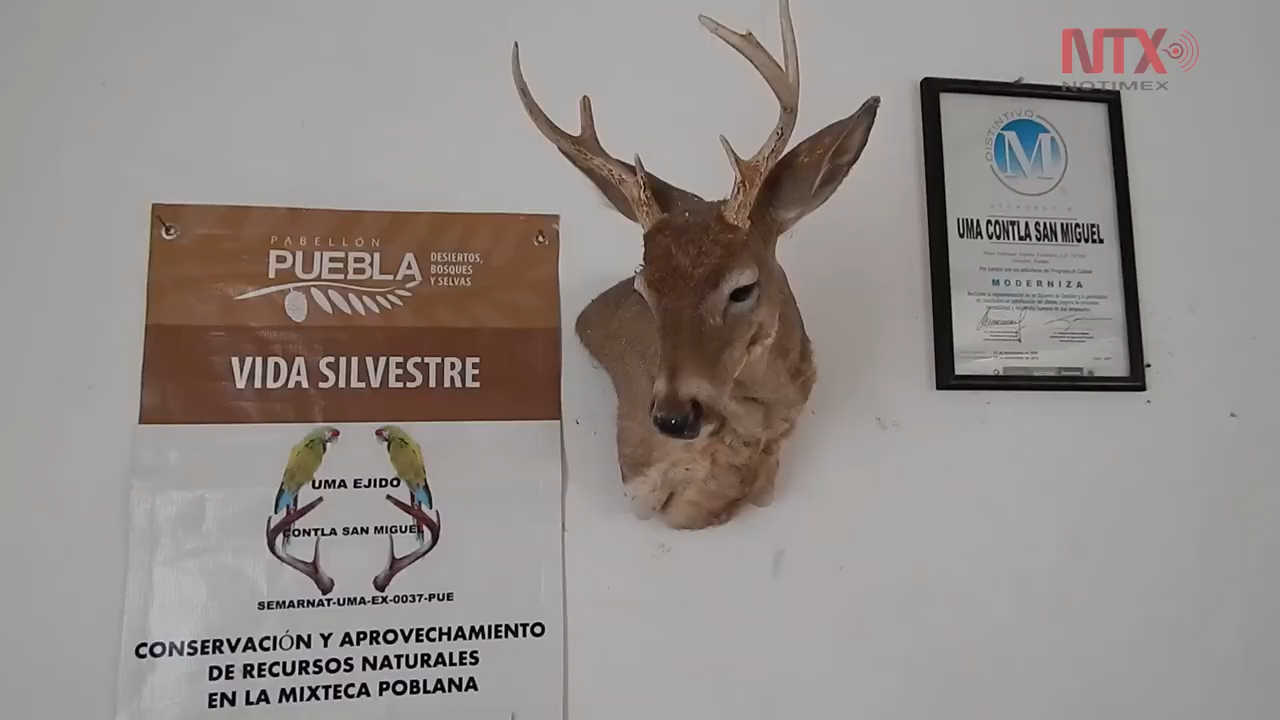 NTX
NOTIMEX
PABELLÓN
PUEBLA
DESIERTOS,
BOSQUES
Y SELVAS
VIDA SILVESTRE
UMA EJIDO
CONTLA SAN MIGUEL
SEMARNAT-UMA-EX-0037-PUE
CONSERVACIÓN Y APROVECHAMIENTO
DE RECURSOS NATURALES
EN LA MIXTECA POBLANA
DISTINTIVO
M
UMA CONTLA SAN MIGUEL
MODERNIZA